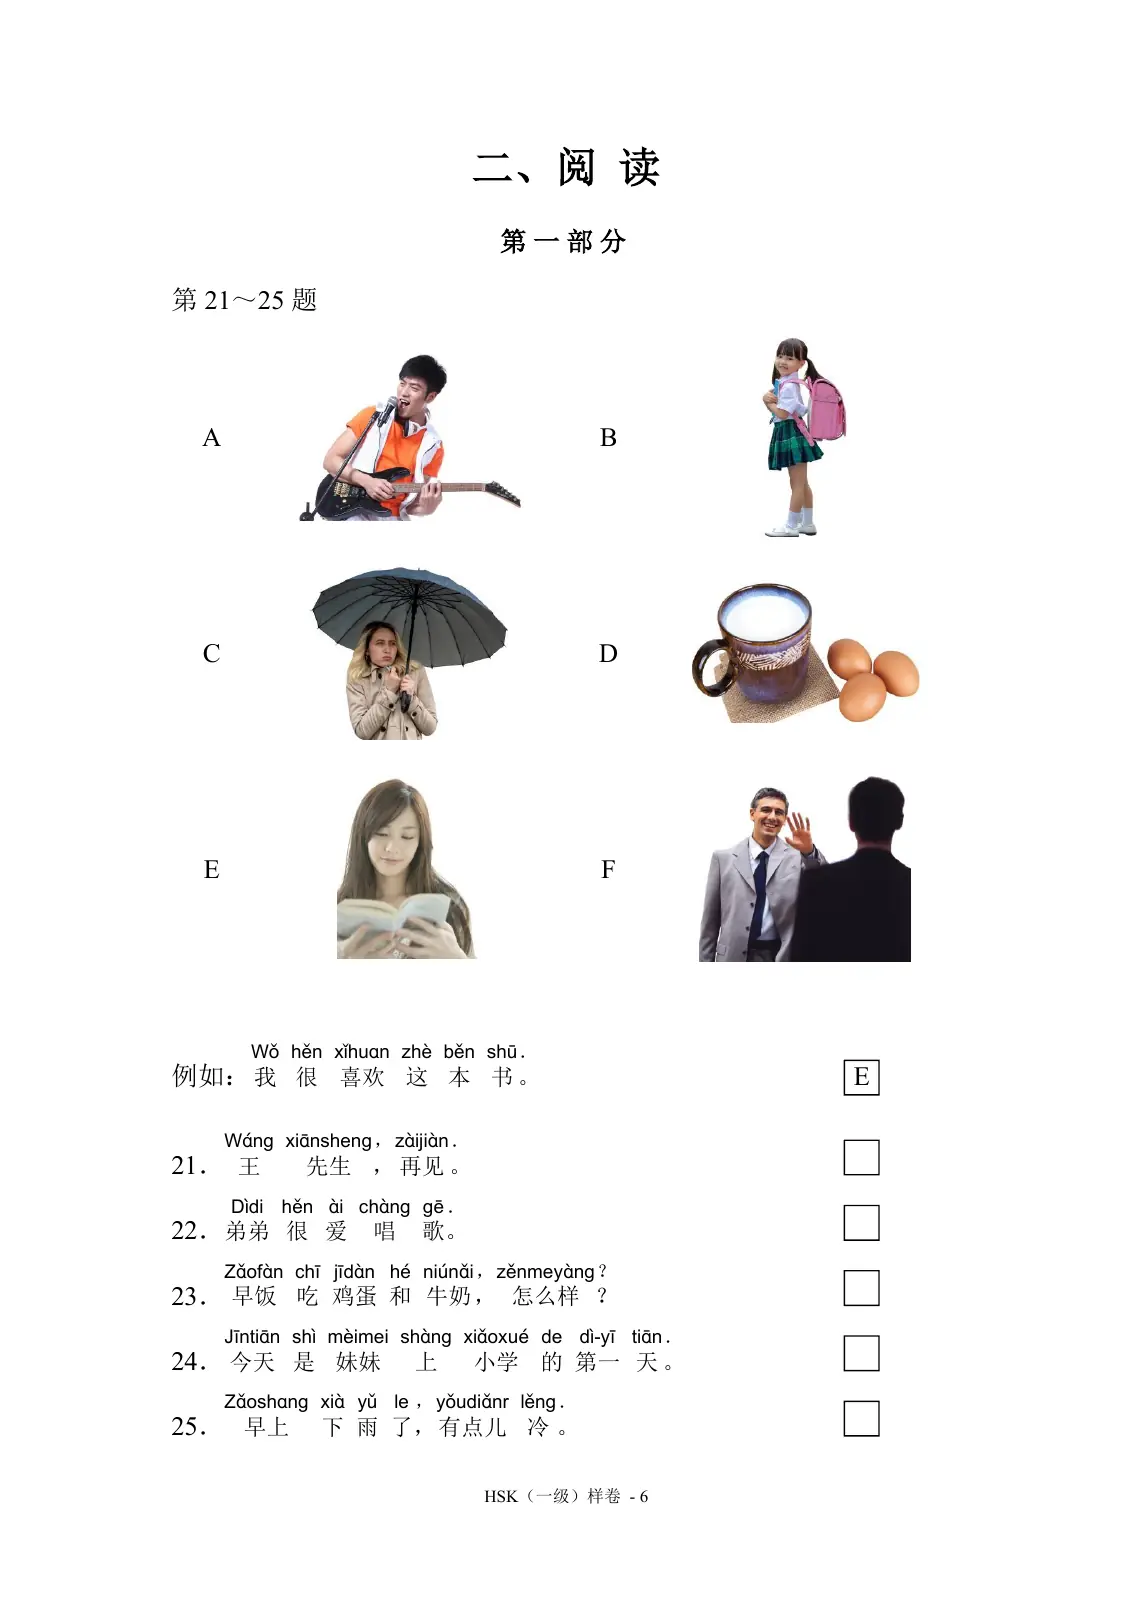 二、阅 读
第一部分
第 21～25 题
A
B
C
D
E
F
Wǒ hěn xǐhuan zhè běn shū.
例如：我 很 喜欢 这 本 书。
E
Wáng xiānsheng，zàijiàn.
21. 王 先生 ，再见。
Dìdi hěn ài chàng gē.
22. 弟弟 很 爱 唱 歌。
Zǎofàn chī jīdàn hé niúnǎi，zěnmeyàng？
23. 早饭 吃 鸡蛋 和 牛奶，怎么样 ？
Jīntiān shì mèimei shàng xiǎoxué de dì-yī tiān.
24. 今天 是 妹妹 上 小学 的 第一 天。
Zǎoshang xià yǔ le，yǒudiǎnr lěng.
25. 早上 下 雨 了，有点儿 冷 。
HSK（一级）样卷 - 6